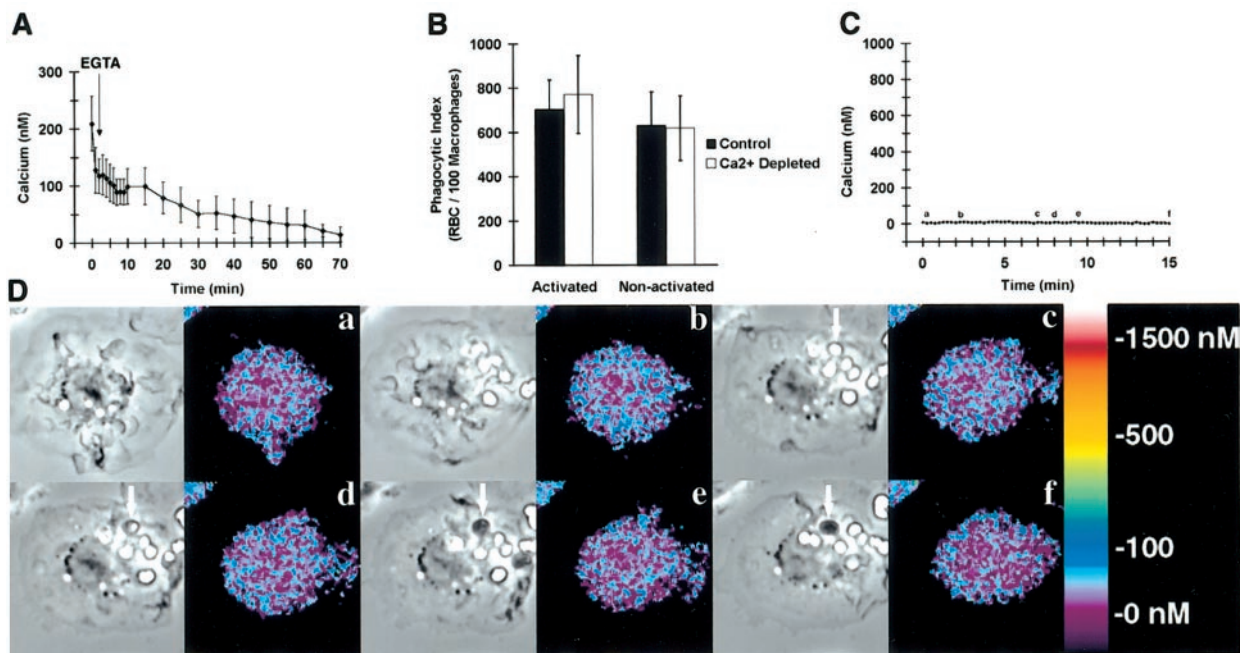 A
EGTA
300
200
100
0
Calcium (nM)
0 10 20 30 40 50 60 70
Time (min)
B
1000
800
600
400
200
0
Phagocytic Index
(RBC / 100 Macrophages)
Activated Non-activated
Control
Ca2+ Depleted
C
1000
800
600
400
200
0
Calcium (nM)
a b c d e f
0 5 10 15
Time (min)
D
a b c
d e f
-1500 nM
-500
-100
-0 nM